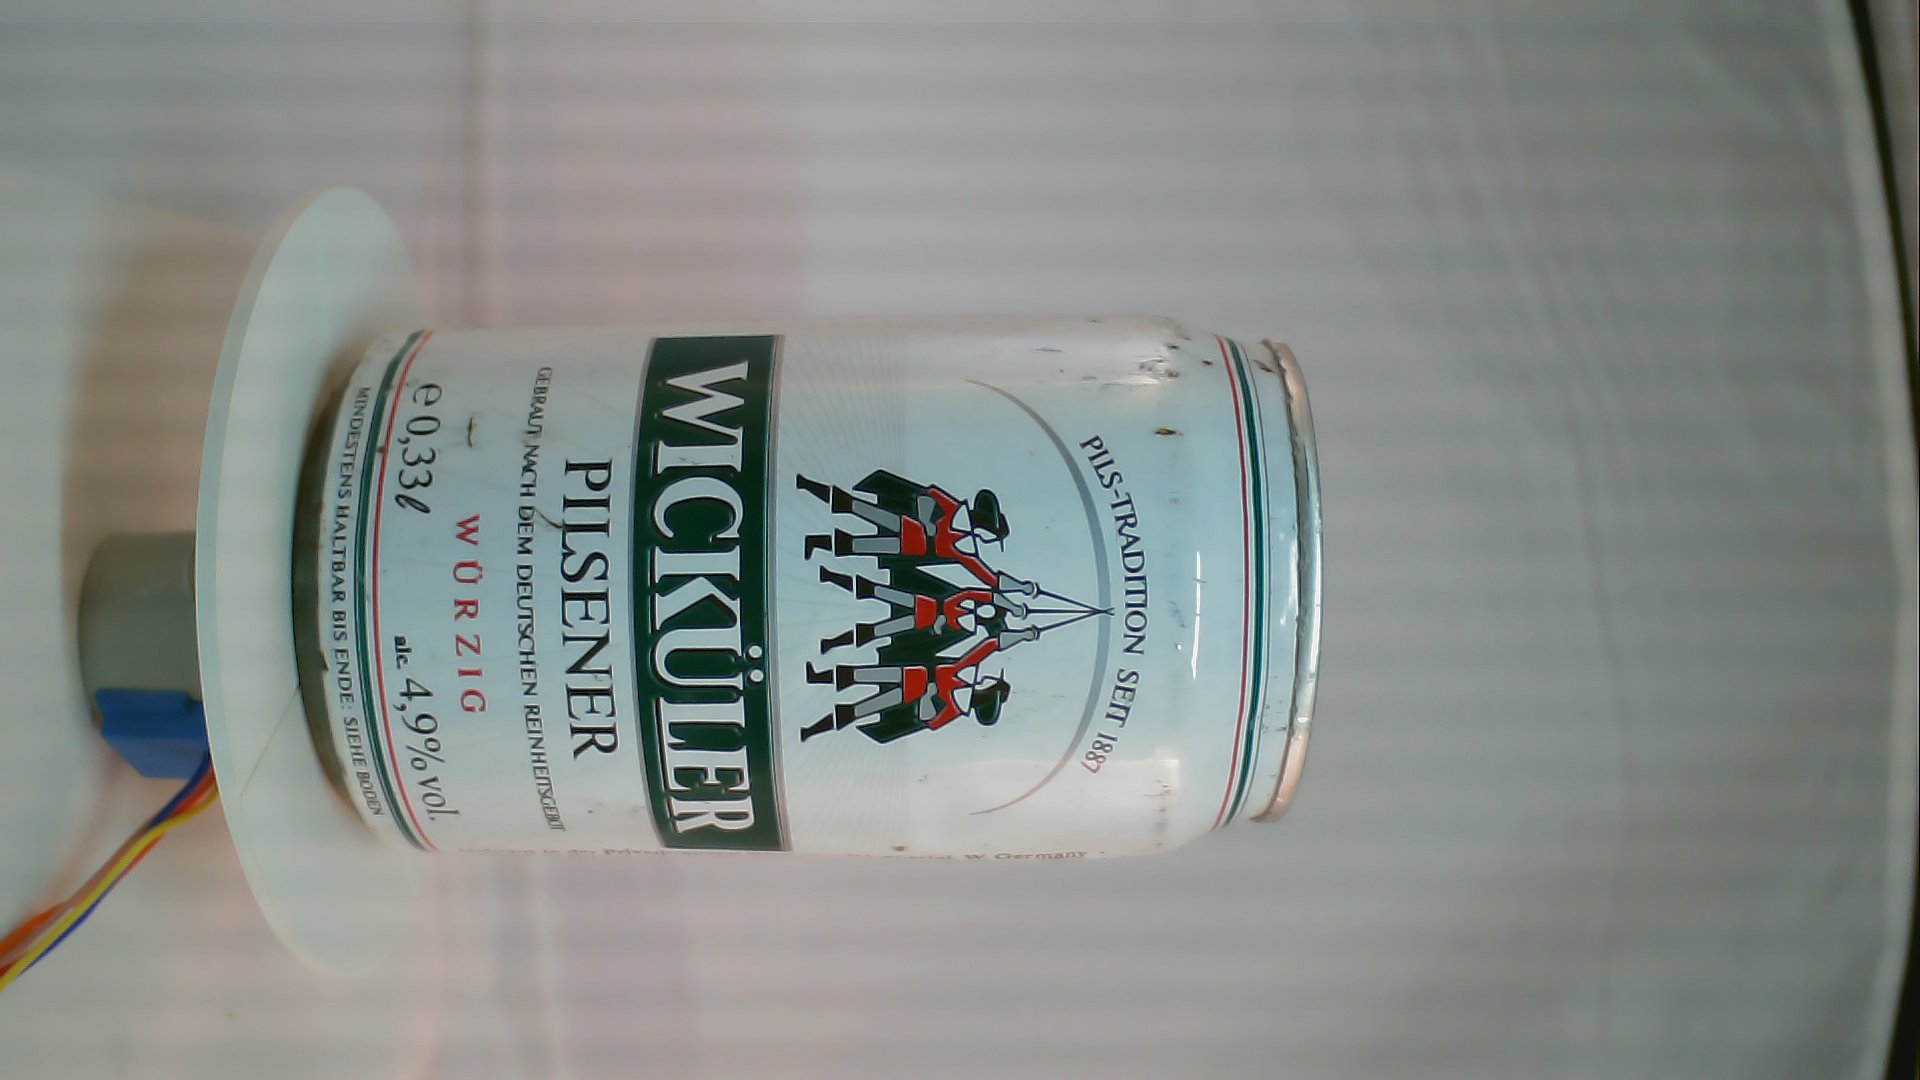 PILS-TRADITION SEIT 1887
WICKÜLER
PILSENER
GEBRAUT NACH DEM DEUTSCHEN REINHEITSGEBOT
WÜRZIG
e 0,33ℓ alc. 4,9% vol.
MINDESTENS HALTBAR BIS ENDE: SIEHE BODEN
W Germany